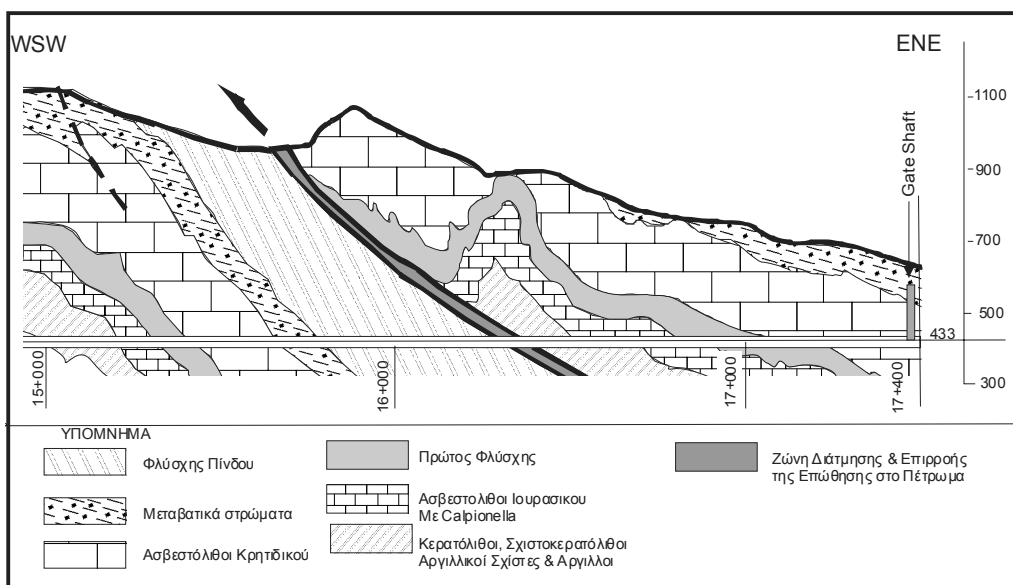 WSW
ENE
1100
900
700
500
433
300
Gate Shaft
15+000
16+000
17+000
17+400
ΥΠΟΜΝΗΜΑ
Φλύσχης Πίνδου
Μεταβατικά στρώματα
Ασβεστόλιθοι Κρητιδικού
Πρώτος Φλύσχης
Ασβεστολιθοι Ιουρασικου
Με Calpionella
Κερατόλιθοι, Σχιστοκερατόλιθοι
Αργιλλικοί Σχίστες & Αργιλλοι
Ζώνη Διάτμησης & Επιρροής
της Επώθησης στο Πέτρωμα